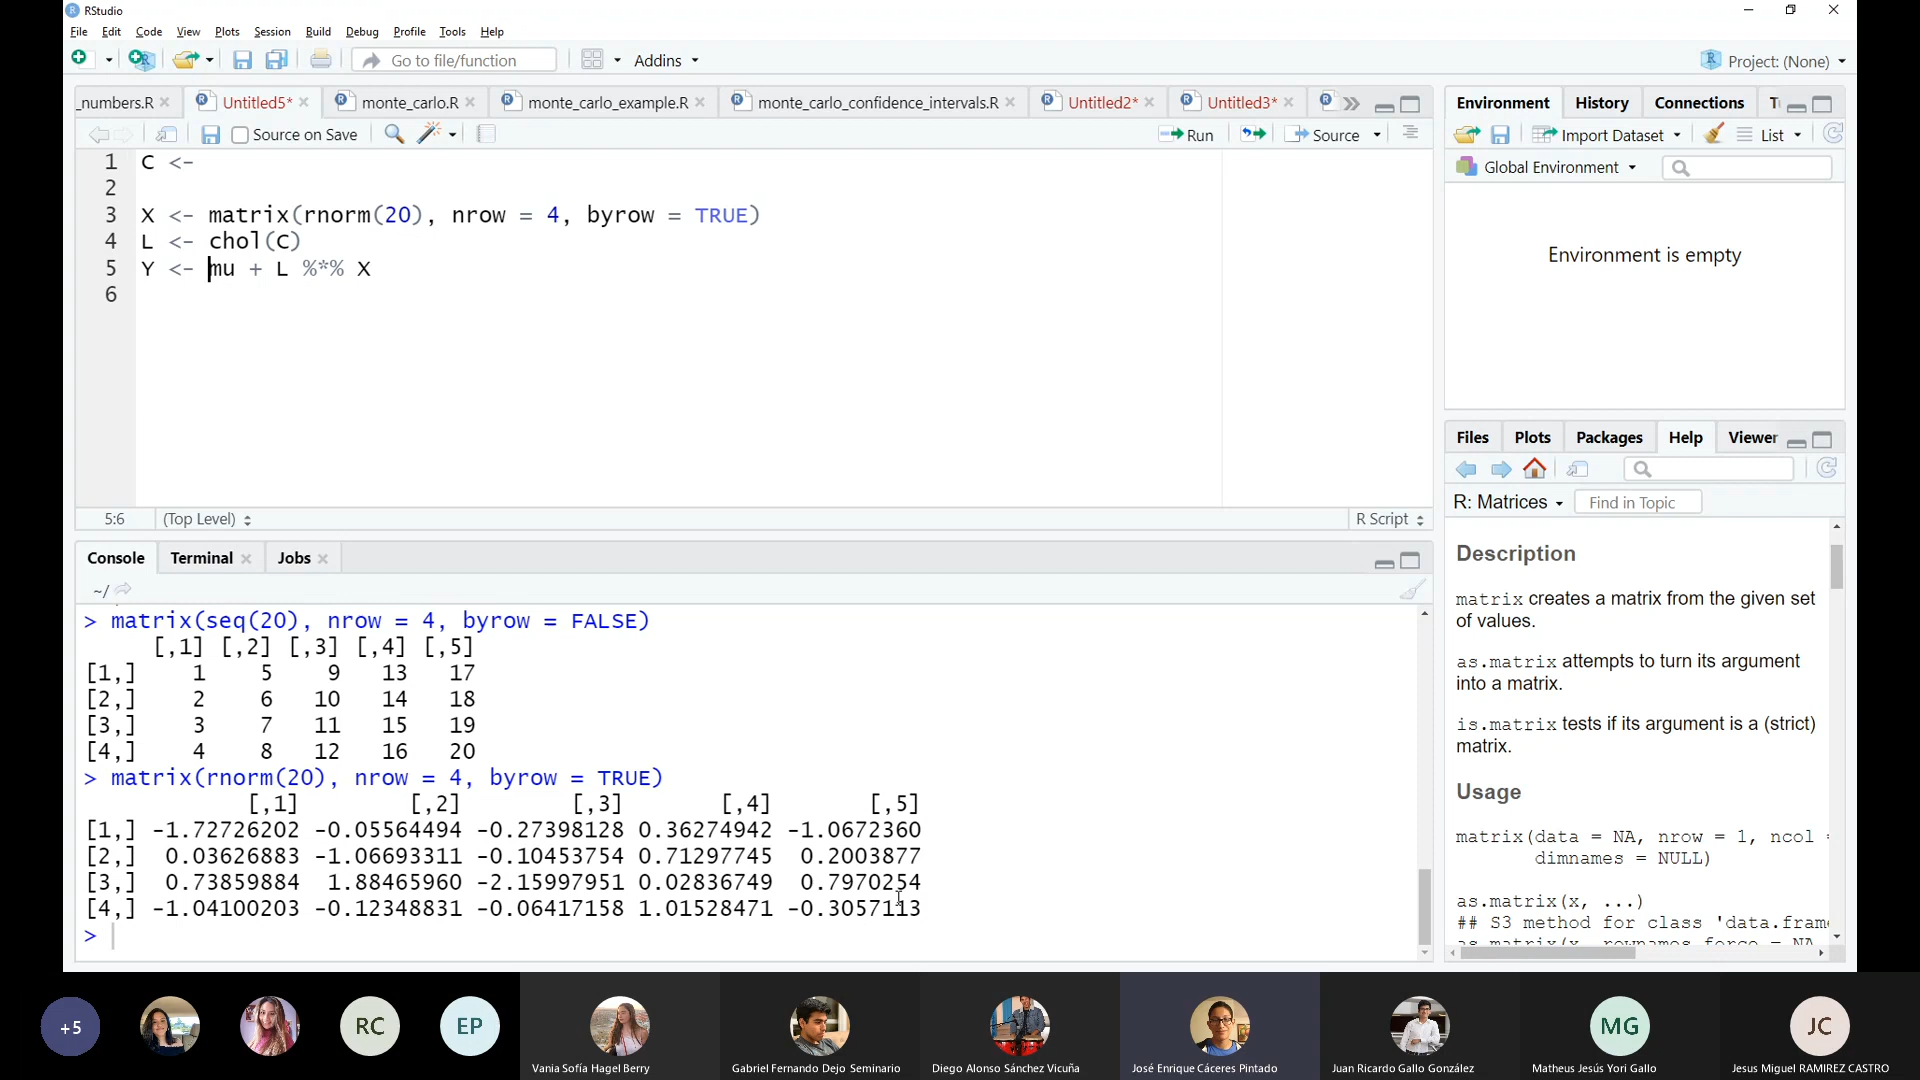 RStudio
File Edit Code View Plots Session Build Debug Profile Tools Help
Go to file/function Addins Project: (None)
_numbers.R Untitled5* monte_carlo.R monte_carlo_example.R monte_carlo_confidence_intervals.R Untitled2* Untitled3*
Source on Save Run Source
1 C <-
2
3 X <- matrix(rnorm(20), nrow = 4, byrow = TRUE)
4 L <- chol(C)
5 Y <- mu + L %*% X
6
5:6 (Top Level) R Script
Console Terminal Jobs
~/
> matrix(seq(20), nrow = 4, byrow = FALSE)
[,1] [,2] [,3] [,4] [,5]
[1,] 1 5 9 13 17
[2,] 2 6 10 14 18
[3,] 3 7 11 15 19
[4,] 4 8 12 16 20
> matrix(rnorm(20), nrow = 4, byrow = TRUE)
[,1] [,2] [,3] [,4] [,5]
[1,] -1.72726202 -0.05564494 -0.27398128 0.36274942 -1.0672360
[2,] 0.03626883 -1.06693311 -0.10453754 0.71297745 0.2003877
[3,] 0.73859884 1.88465960 -2.15997951 0.02836749 0.7970254
[4,] -1.04100203 -0.12348831 -0.06417158 1.01528471 -0.3057113
>
Environment History Connections
Import Dataset List
Global Environment
Environment is empty
Files Plots Packages Help Viewer
R: Matrices Find in Topic
Description
matrix creates a matrix from the given set
of values.
as.matrix attempts to turn its argument
into a matrix.
is.matrix tests if its argument is a (strict)
matrix.
Usage
matrix(data = NA, nrow = 1, ncol =
dimnames = NULL)
as.matrix(x, ...)
## S3 method for class 'data.frame
as.matrix(x, rownames.force = NA
+5 RC EP MG JC
Vania Sofía Hagel Berry
Gabriel Fernando Dejo Seminario
Diego Alonso Sánchez Vicuña
José Enrique Cáceres Pintado
Juan Ricardo Gallo González
Matheus Jesús Yori Gallo
Jesus Miguel RAMIREZ CASTRO